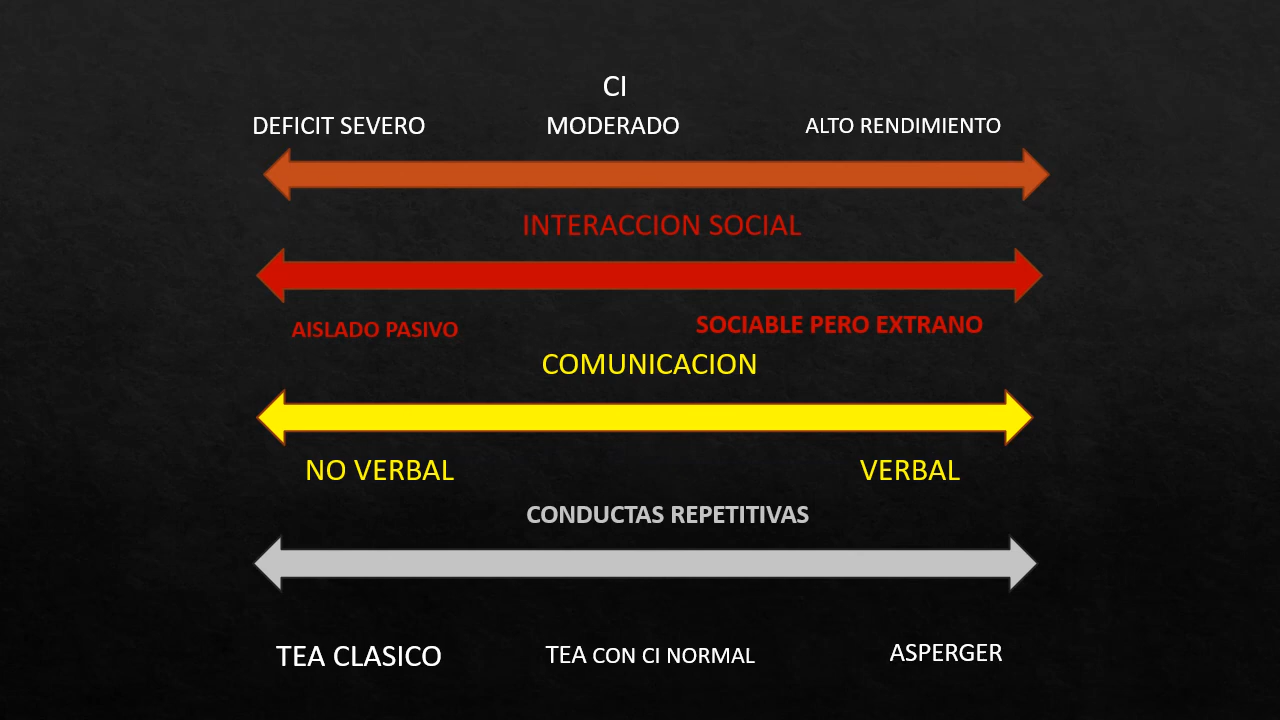 CI
DEFICIT SEVERO MODERADO ALTO RENDIMIENTO
INTERACCION SOCIAL
AISLADO PASIVO SOCIABLE PERO EXTRANO
COMUNICACION
NO VERBAL VERBAL
CONDUCTAS REPETITIVAS
TEA CLASICO TEA CON CI NORMAL ASPERGER